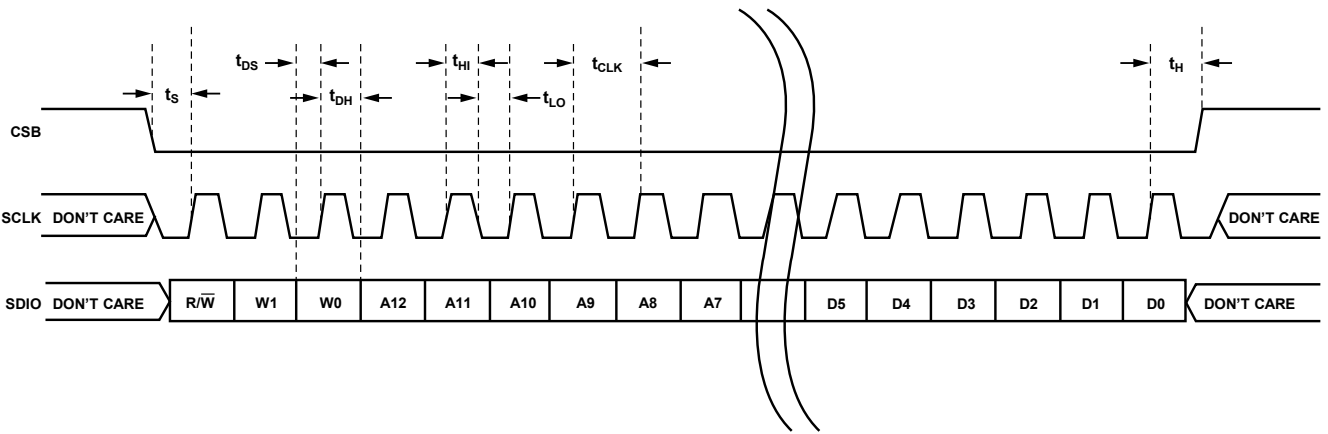 tDS
tHI
tCLK
tH
tS
tDH
tLO
CSB
SCLK DON'T CARE
DON'T CARE
SDIO DON'T CARE R/W̅ W1 W0 A12 A11 A10 A9 A8 A7 D5 D4 D3 D2 D1 D0 DON'T CARE